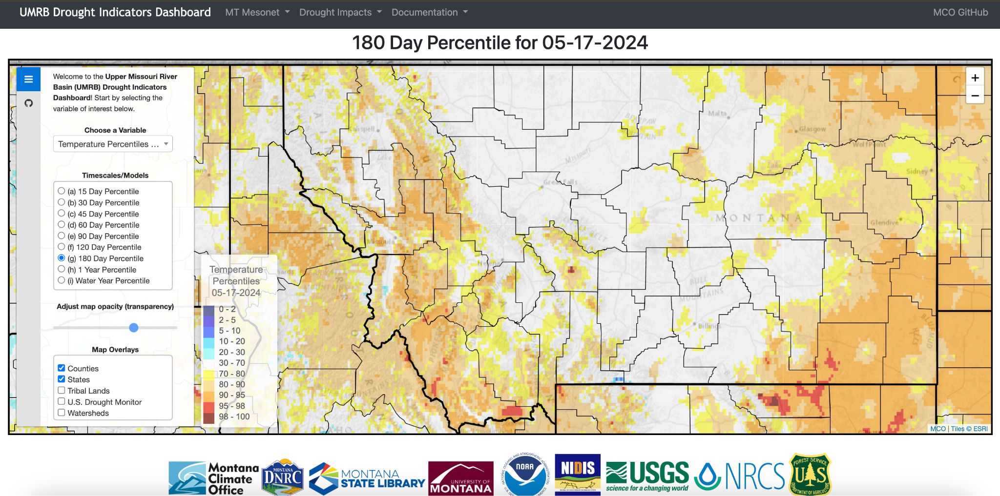 UMRB Drought Indicators Dashboard MT Mesonet Drought Impacts Documentation MCO GitHub
180 Day Percentile for 05-17-2024
Welcome to the Upper Missouri River
Basin (UMRB) Drought Indicators
Dashboard! Start by selecting the
variable of interest below.
Choose a Variable
Temperature Percentiles ...
Timescales/Models
(a) 15 Day Percentile
(b) 30 Day Percentile
(c) 45 Day Percentile
(d) 60 Day Percentile
(e) 90 Day Percentile
(f) 120 Day Percentile
(g) 180 Day Percentile
(h) 1 Year Percentile
(i) Water Year Percentile
Adjust map opacity (transparency)
Map Overlays
Counties
States
Tribal Lands
U.S. Drought Monitor
Watersheds
Temperature
Percentiles
05-17-2024
0 - 2
2 - 5
5 - 10
10 - 20
20 - 30
30 - 70
70 - 80
80 - 90
90 - 95
95 - 98
98 - 100
+
−
Malta
Glasgow
Wolf Point
Sidney
Glendive
Kalispell
Missouri
Great Falls
MONTANA
Missoula
Helena
BULL
MOUNTAINS
Billings
IDAHO
MCO | Tiles © ESRI
Montana
Climate
Office
MONTANA
DNRC
MONTANA
STATE LIBRARY
UNIVERSITY OF
MONTANA
NATIONAL OCEANIC AND ATMOSPHERIC ADMINISTRATION
NOAA
NIDIS
USGS
science for a changing world
NRCS
FOREST SERVICE
U S
DEPARTMENT OF AGRICULTURE